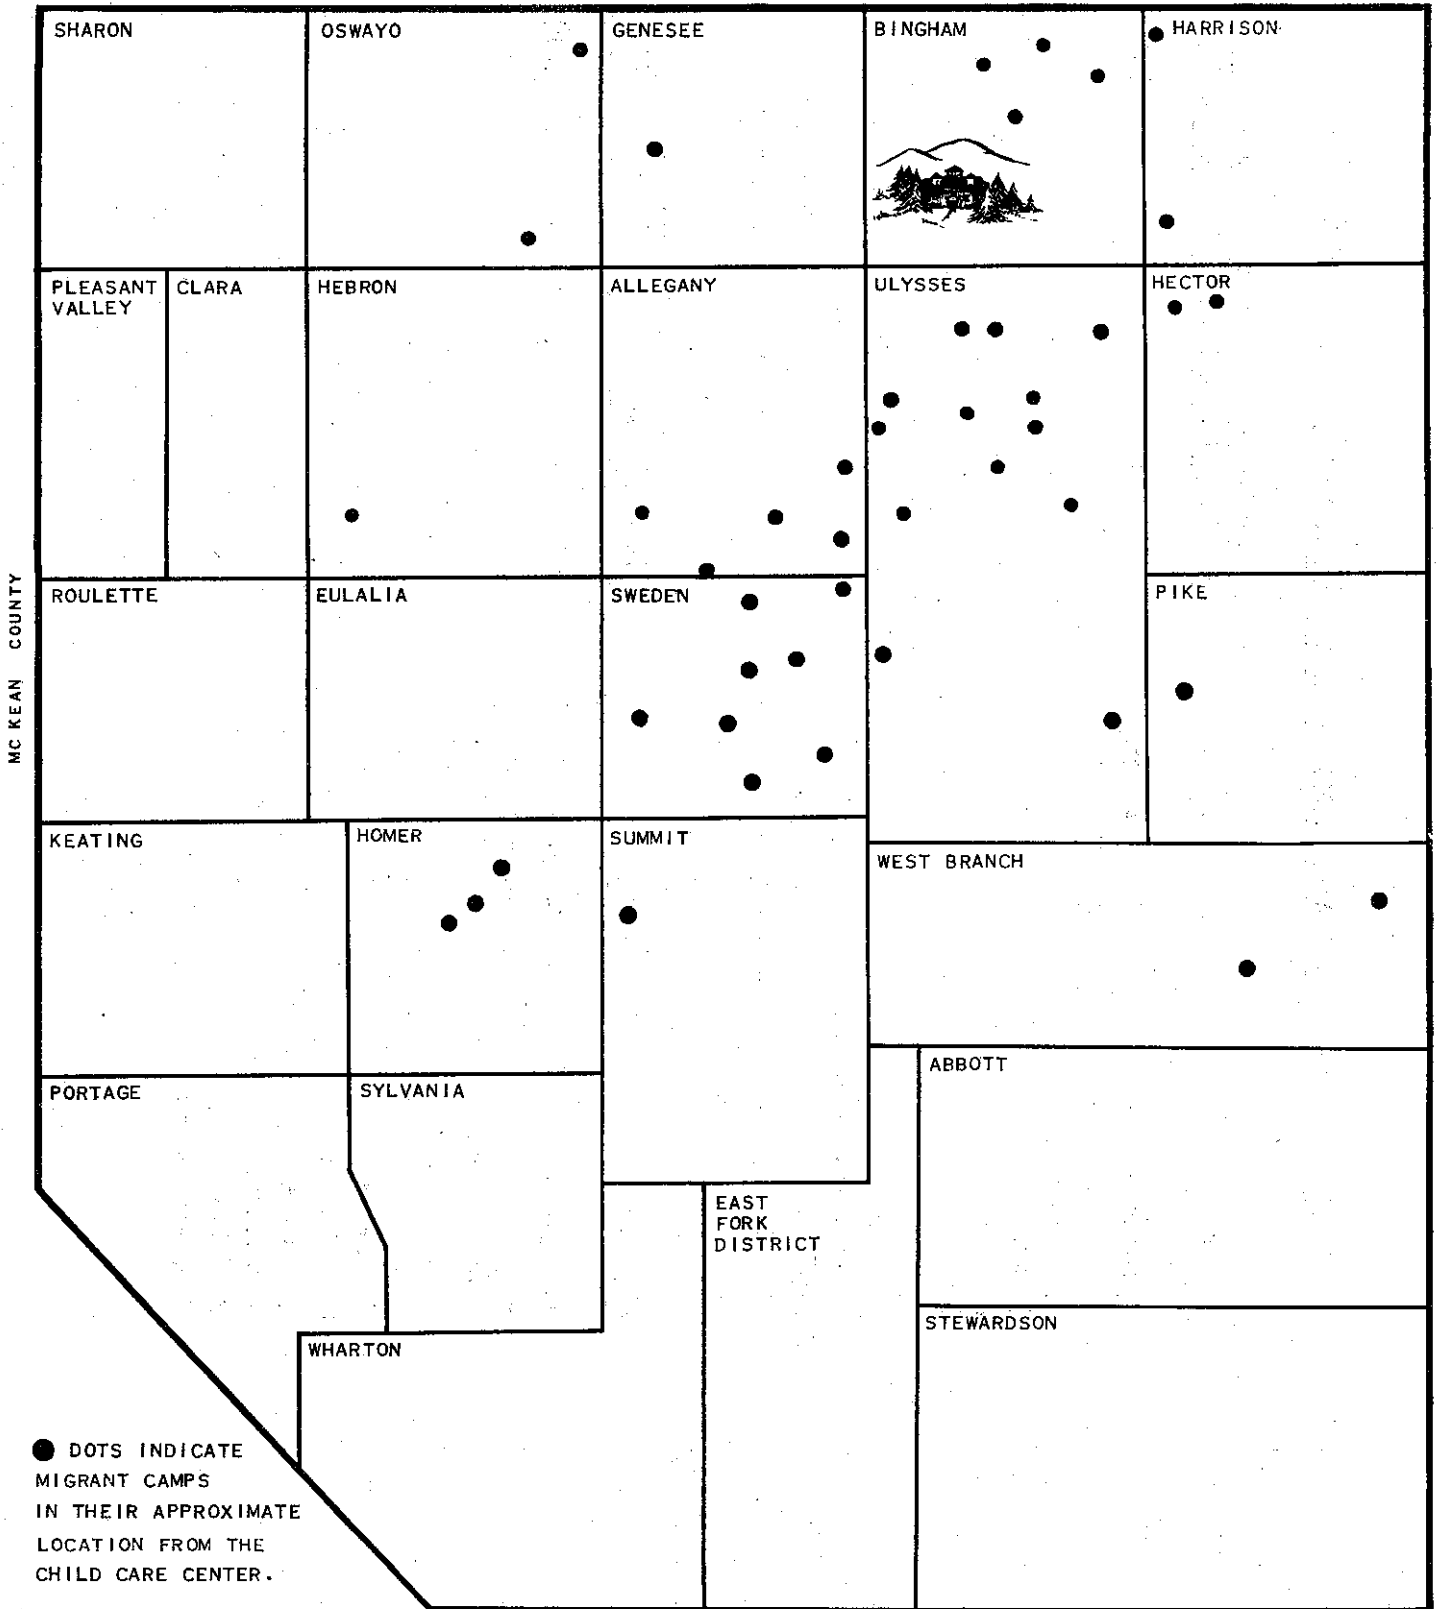 SHARON
OSWAYO
GENESEE
BINGHAM
HARRISON
PLEASANT
VALLEY
CLARA
HEBRON
ALLEGANY
ULYSSES
HECTOR
MC KEAN COUNTY
ROULETTE
EULALIA
SWEDEN
PIKE
KEATING
HOMER
SUMMIT
WEST BRANCH
PORTAGE
SYLVANIA
ABBOTT
EAST
FORK
DISTRICT
WHARTON
STEWARDSON
DOTS INDICATE
MIGRANT CAMPS
IN THEIR APPROXIMATE
LOCATION FROM THE
CHILD CARE CENTER.